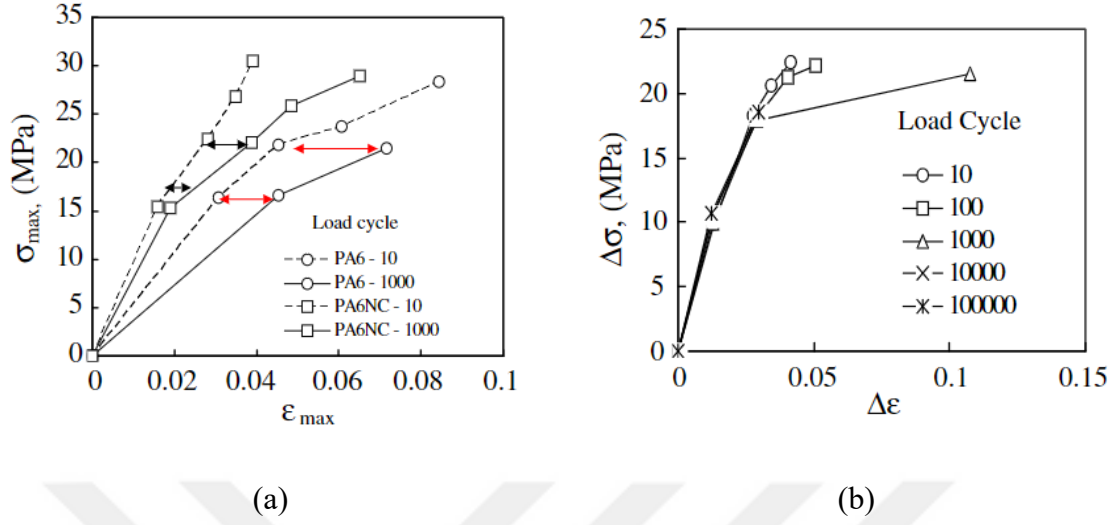 35
30
25
20
15
10
5
0
σmax, (MPa)
Load cycle
PA6 - 10
PA6 - 1000
PA6NC - 10
PA6NC - 1000
0 0.02 0.04 0.06 0.08 0.1
εmax
(a)
25
20
15
10
5
0
Δσ, (MPa)
Load Cycle
10
100
1000
10000
100000
0 0.05 0.1 0.15
Δε
(b)